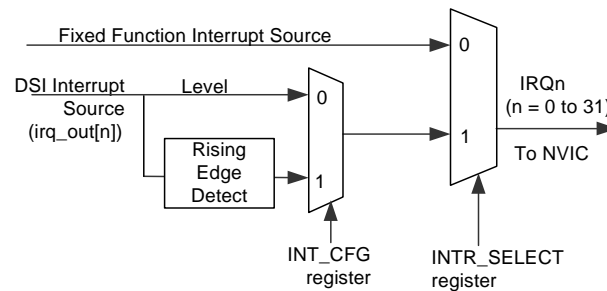 Fixed Function Interrupt Source
0
DSI Interrupt
Source
(irq_out[n])
Level
0
IRQn
(n = 0 to 31)
1
To NVIC
Rising
Edge
Detect
1
INT_CFG
register
INTR_SELECT
register